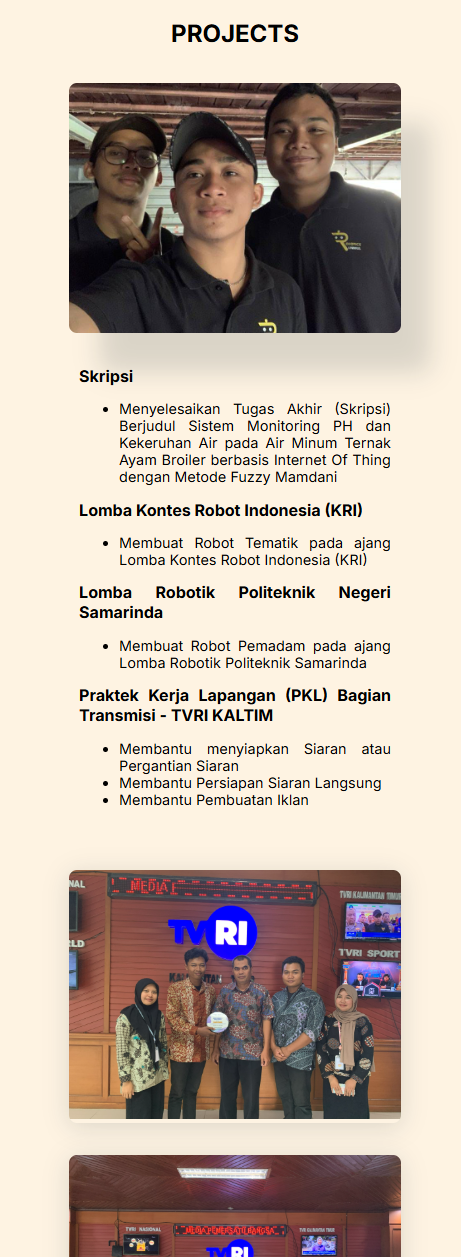 PROJECTS
Skripsi
• Menyelesaikan Tugas Akhir (Skripsi)
Berjudul Sistem Monitoring PH dan
Kekeruhan Air pada Air Minum Ternak
Ayam Broiler berbasis Internet Of Thing
dengan Metode Fuzzy Mamdani
Lomba Kontes Robot Indonesia (KRI)
• Membuat Robot Tematik pada ajang
Lomba Kontes Robot Indonesia (KRI)
Lomba Robotik Politeknik Negeri
Samarinda
• Membuat Robot Pemadam pada ajang
Lomba Robotik Politeknik Samarinda
Praktek Kerja Lapangan (PKL) Bagian
Transmisi - TVRI KALTIM
• Membantu menyiapkan Siaran atau
Pergantian Siaran
• Membantu Persiapan Siaran Langsung
• Membantu Pembuatan Iklan
NAL
MEDIA
TVRI KALIMANTAN TIMUR
TVRI
RLD
TVRI SPORT
TVRI NASIONAL
MEDIA PEMERSATU BANGSA
TVRI KALIMANTAN TIMUR
TVRI